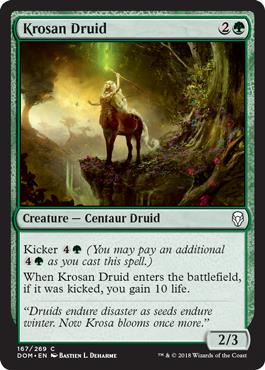 Krosan Druid 2
Creature — Centaur Druid
Kicker 4 (You may pay an additional
4 as you cast this spell.)
When Krosan Druid enters the battlefield,
if it was kicked, you gain 10 life.
“Druids endure disaster as seeds endure
winter. Now Krosa blooms once more.”
2/3
167/269 C
DOM • EN Bastien L. Deharme ™ & © 2018 Wizards of the Coast